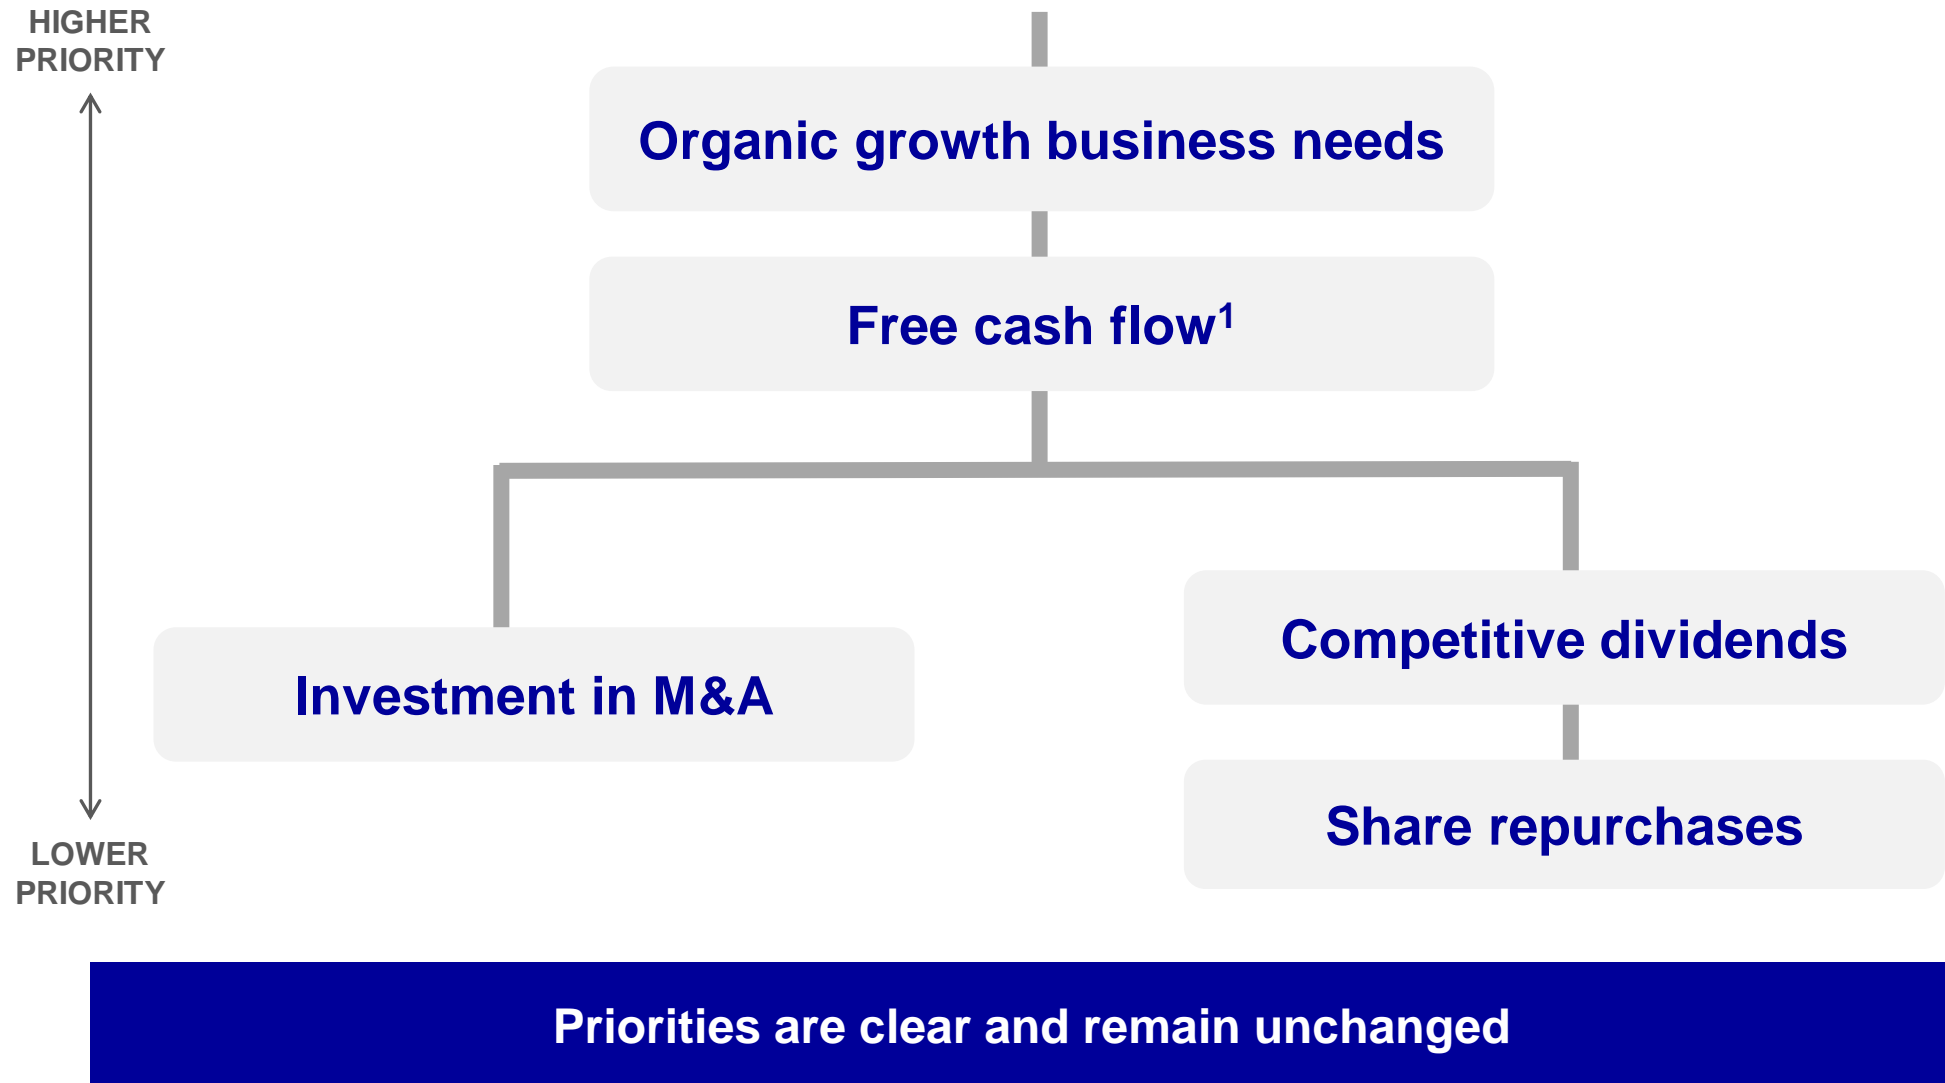 HIGHER
PRIORITY
Organic growth business needs
Free cash flow¹
Competitive dividends
Investment in M&A
Share repurchases
LOWER
PRIORITY
Priorities are clear and remain unchanged